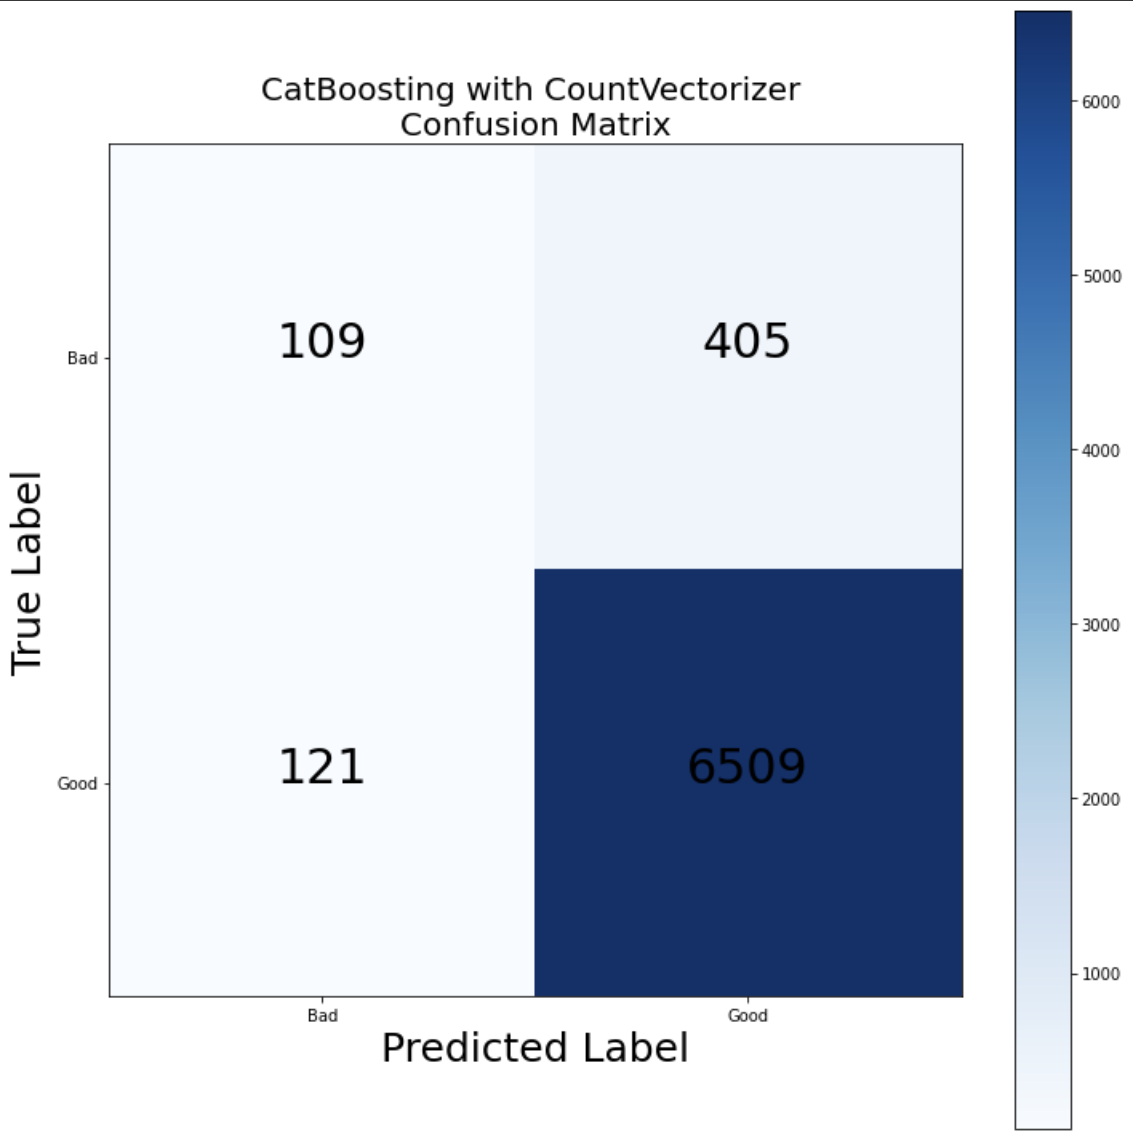 CatBoosting with CountVectorizer
Confusion Matrix
6000
5000
4000
3000
2000
1000
True Label
Bad
109
405
Good
121
6509
Bad
Good
Predicted Label